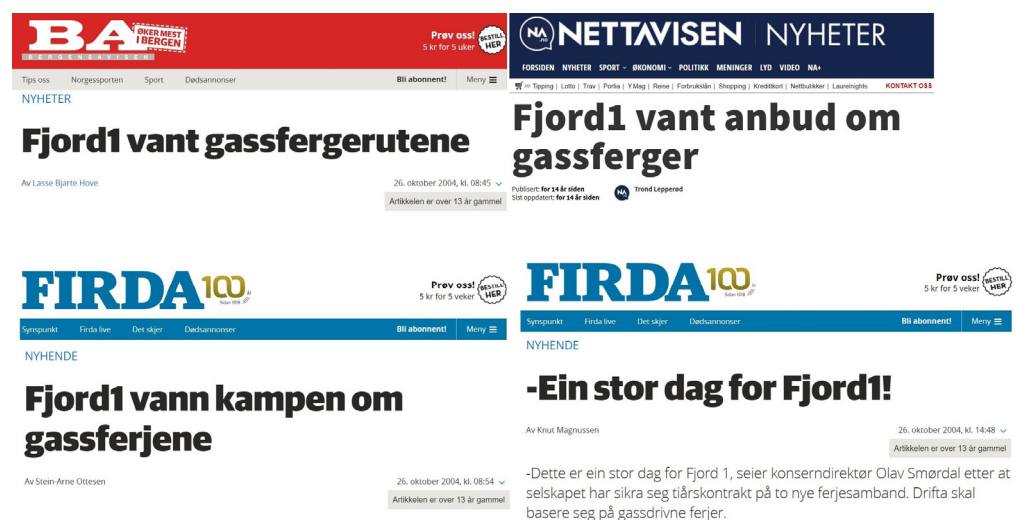 BA
BERGENSAVISEN
ØKER MEST
I BERGEN
Prøv oss!
5 kr for 5 uker
BESTILL
HER
Tips oss Norgessporten Sport Dødsannonser Bli abonnent! Meny
NYHETER
Fjord1 vant gassfergerutene
Av Lasse Bjarte Hove
26. oktober 2004, kl. 08:45
Artikkelen er over 13 år gammel
NA
.no
NETTAVISEN NYHETER
FORSIDEN NYHETER SPORT ØKONOMI POLITIKK MENINGER LYD VIDEO NA+
Tipping | Lotto | Trav | Portia | Y.Mag | Reise | Forbrukslån | Shopping | Kredittkort | Nettbutikker | Laureinights KONTAKT OSS
Fjord1 vant anbud om
gassferger
Publisert: for 14 år siden
Sist oppdatert: for 14 år siden
NA
Trond Lepperød
FIRDA 100 år
Sidan 1918
Prøv oss!
5 kr for 5 veker
BESTILL
HER
Synspunkt Firda live Det skjer Dødsannonser Bli abonnent! Meny
NYHENDE
Fjord1 vann kampen om
gassferjene
Av Stein-Arne Ottesen
26. oktober 2004, kl. 08:54
Artikkelen er over 13 år gammel
FIRDA 100 år
Sidan 1918
Prøv oss!
5 kr for 5 veker
BESTILL
HER
Synspunkt Firda live Det skjer Dødsannonser Bli abonnent! Meny
NYHENDE
-Ein stor dag for Fjord1!
Av Knut Magnussen
26. oktober 2004, kl. 14:48
Artikkelen er over 13 år gammel
-Dette er ein stor dag for Fjord 1, seier konserndirektør Olav Smørdal etter at
selskapet har sikra seg tiårskontrakt på to nye ferjesamband. Drifta skal
basere seg på gassdrivne ferjer.